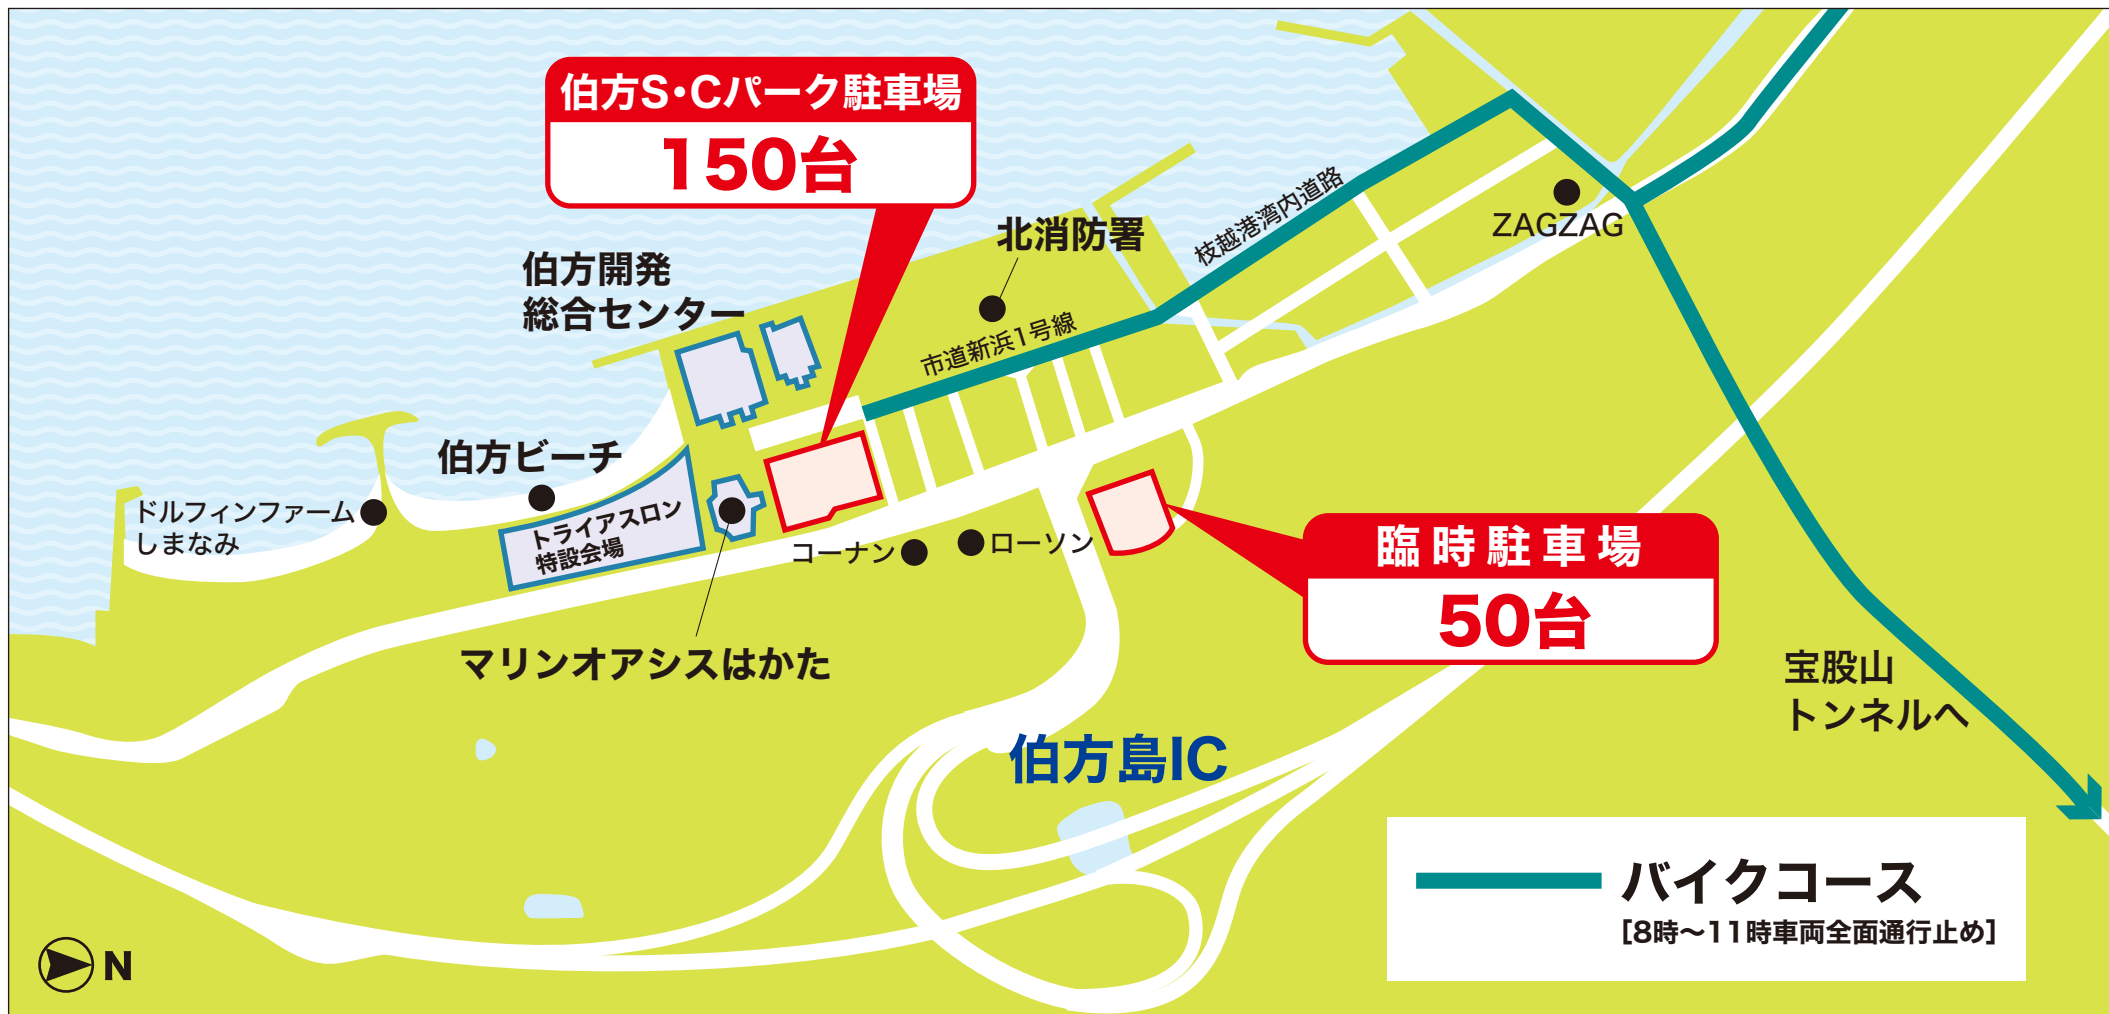 伯方S・Cパーク駐車場
150台
北消防署
枝越港湾内道路
ZAGZAG
伯方開発
総合センター
市道新浜1号線
伯方ビーチ
ドルフィンファーム
しまなみ
トライアスロン
特設会場
コーナン
ローソン
臨時駐車場
50台
マリンオアシスはかた
宝股山
トンネルへ
伯方島IC
バイクコース
[8時〜11時車両全面通行止め]
N